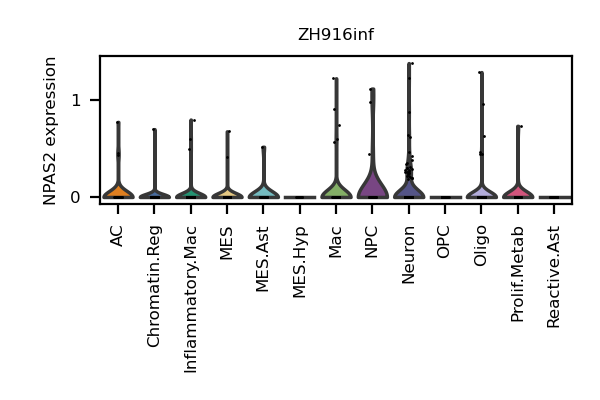 ZH916inf
NPAS2 expression
1
0
AC
Chromatin.Reg
Inflammatory.Mac
MES
MES.Ast
MES.Hyp
Mac
NPC
Neuron
OPC
Oligo
Prolif.Metab
Reactive.Ast